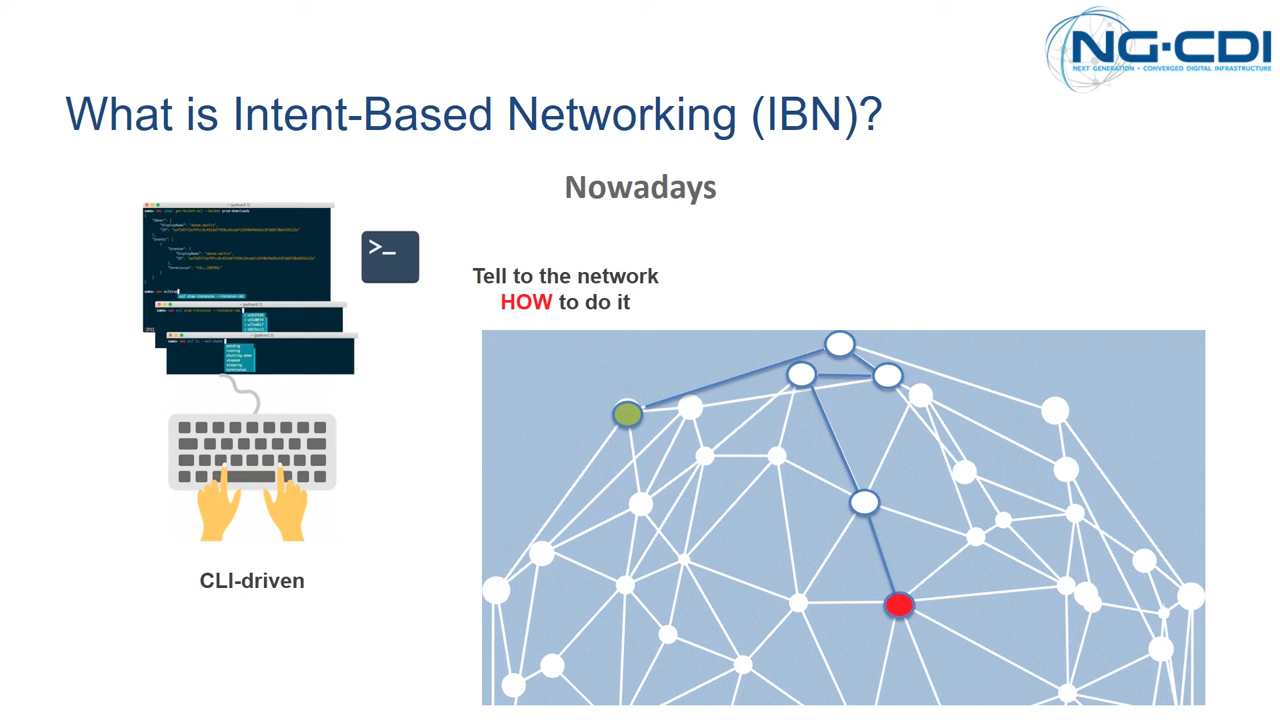 NG·CDI
NEXT GENERATION · CONVERGED DIGITAL INFRASTRUCTURE
What is Intent-Based Networking (IBN)?
Nowadays
>_
Tell to the network
HOW to do it
CLI-driven